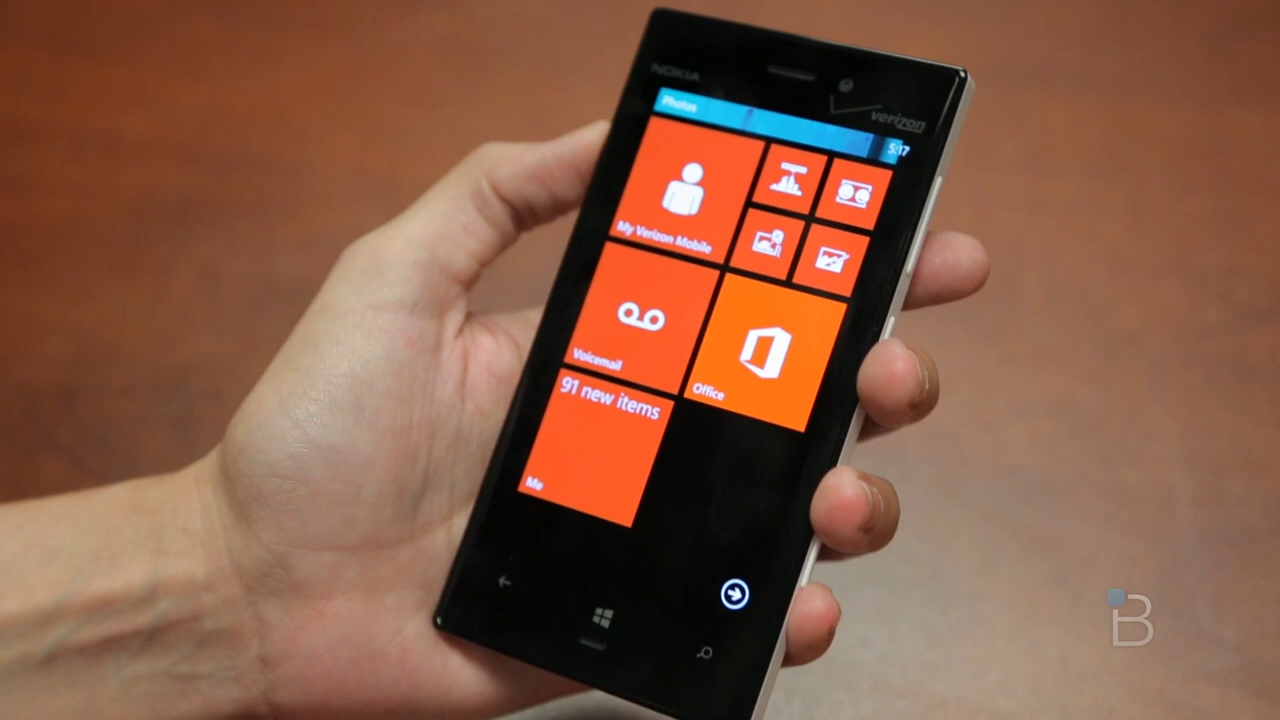 NOKIA
verizon
Photos
5:17
My Verizon Mobile
Voicemail
Office
91 new items
Me
B